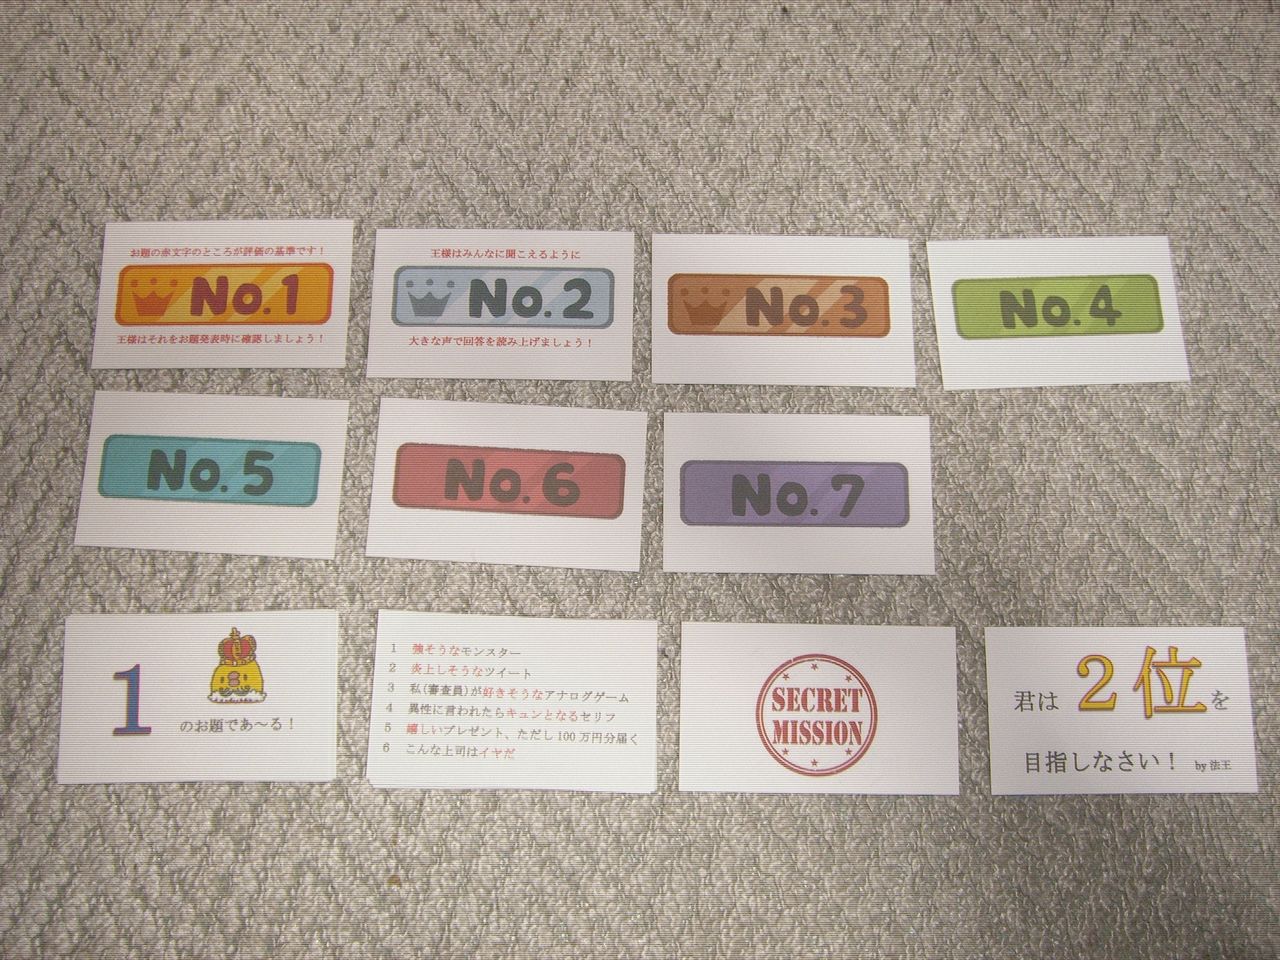 お題の赤文字のところが評価の基準です！
No.1
王様はそれをお題発表時に確認しましょう！
王様はみんなに聞こえるように
No.2
大きな声で回答を読み上げましょう！
No.3
No.4
No.5
No.6
No.7
1
のお題であ～る！
1 強そうなモンスター
2 炎上しそうなツイート
3 私(審査員)が好きそうなアナログゲーム
4 異性に言われたらキュンとなるセリフ
5 嬉しいプレゼント、ただし100万円分届く
6 こんな上司はイヤだ
SECRET
MISSION
君は2位を
目指しなさい！ by法王